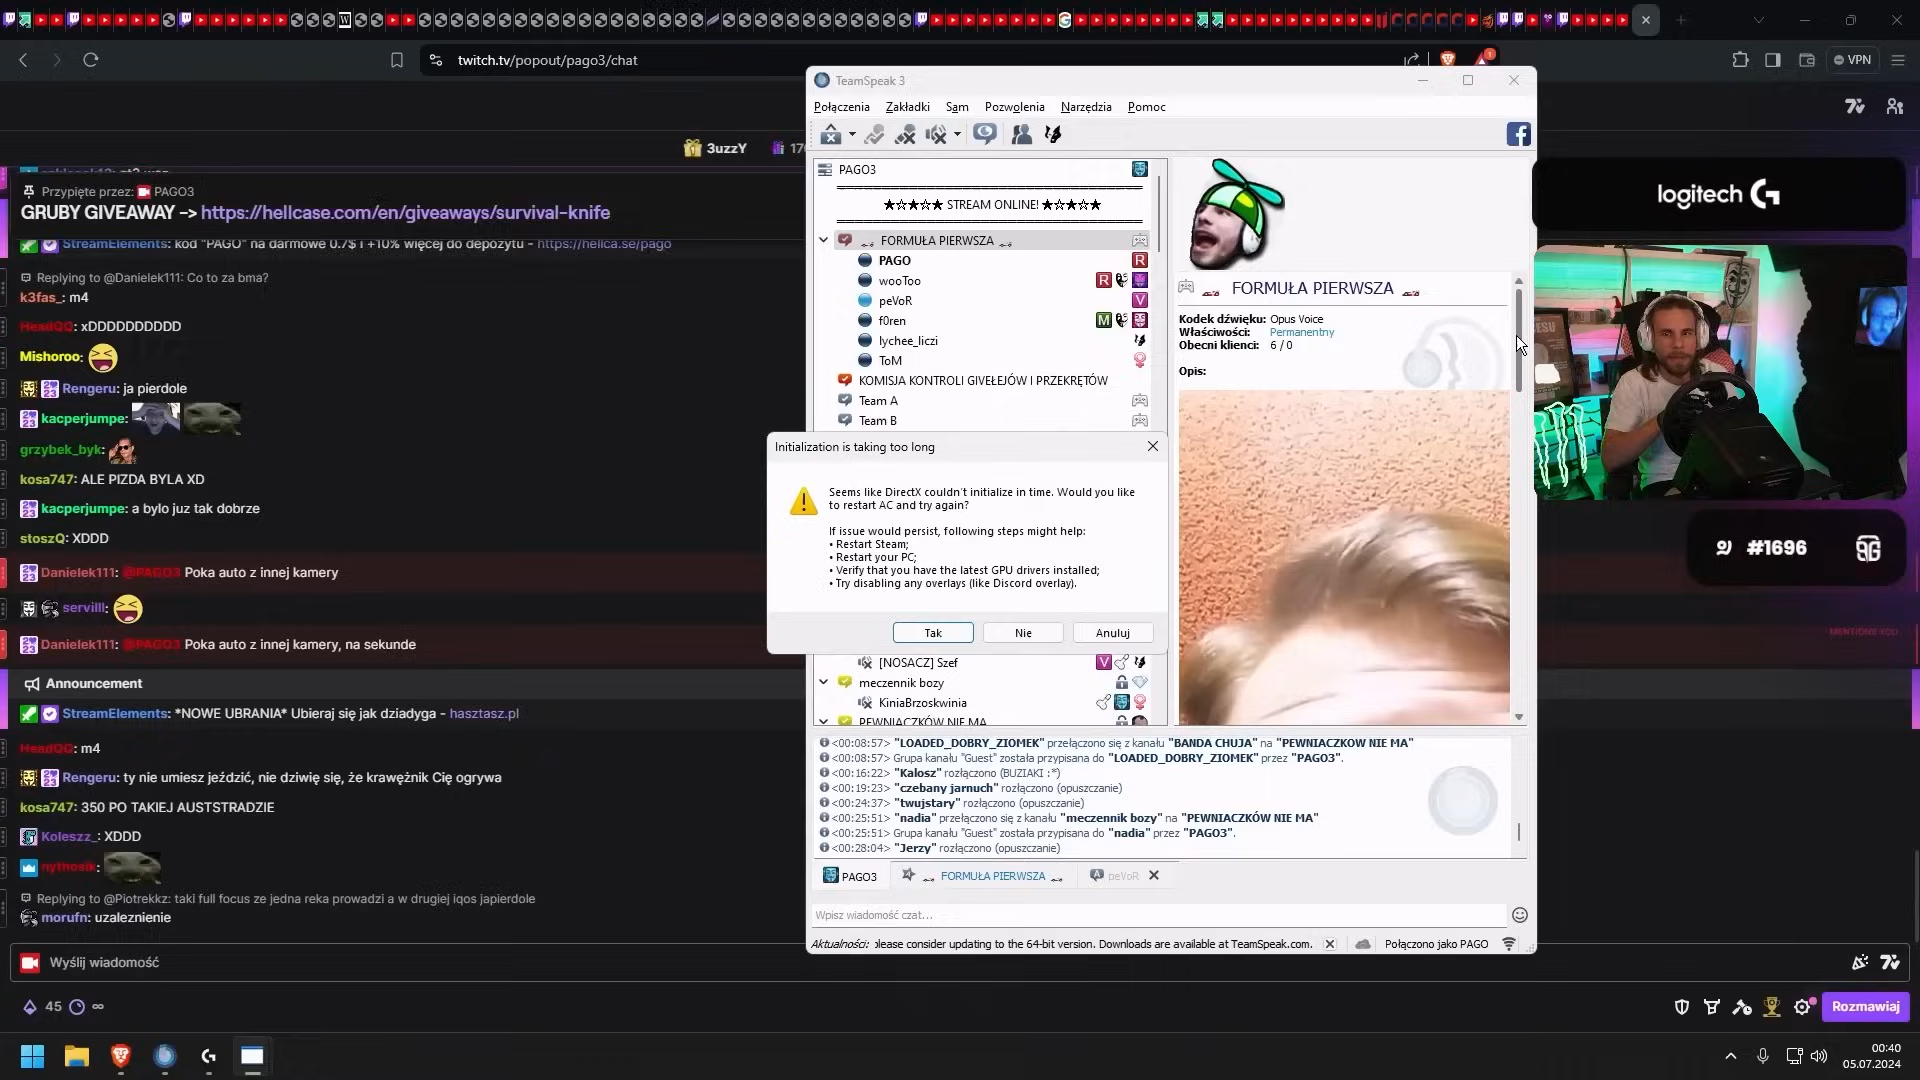 twitch.tv/popout/pago3/chat
VPN
3uzzY
Przypięte przez: PAGO3
GRUBY GIVEAWAY -> https://hellcase.com/en/giveaways/survival-knife
StreamElements: kod "PAGO" na darmowe 0.7$ i +10% więcej do depozytu - https://hellca.se/pago
Replying to @Danielek111: Co to za bma?
k3fas_: m4
HeadQQ: xDDDDDDDDDD
Mishoroo:
Rengeru: ja pierdole
kacperjumpe:
grzybek_byk:
kosa747: ALE PIZDA BYLA XD
kacperjumpe: a bylo juz tak dobrze
stoszQ: XDDD
Danielek111: @PAGO3 Poka auto z innej kamery
servilll:
Danielek111: @PAGO3 Poka auto z innej kamery, na sekunde
Announcement
StreamElements: *NOWE UBRANIA* Ubieraj się jak dziadyga - hasztasz.pl
HeadQQ: m4
Rengeru: ty nie umiesz jeździć, nie dziwię się, że krawężnik Cię ogrywa
kosa747: 350 PO TAKIEJ AUSTSTRADZIE
Koleszz_: XDDD
nythosik:
Replying to @Piotrekkz: taki full focus ze jedna reka prowadzi a w drugiej iqos japierdole
morufn: uzaleznienie
Wyślij wiadomość
45
∞
Rozmawiaj
TeamSpeak 3
Połączenia Zakładki Sam Pozwolenia Narzędzia Pomoc
PAGO3
★☆★☆★ STREAM ONLINE! ★☆★☆★
FORMUŁA PIERWSZA
PAGO
R
wooToo
R
peVoR
V
f0ren
M
lychee_liczi
ToM
KOMISJA KONTROLI GIVEŁEJÓW I PRZEKRĘTÓW
Team A
Team B
Initialization is taking too long
Seems like DirectX couldn't initialize in time. Would you like
to restart AC and try again?
If issue would persist, following steps might help:
• Restart Steam;
• Restart your PC;
• Verify that you have the latest GPU drivers installed;
• Try disabling any overlays (like Discord overlay).
Tak
Nie
Anuluj
[NOSACZ] Szef
V
meczennik bozy
KiniaBrzoskwinia
PEWNIACZKÓW NIE MA
FORMUŁA PIERWSZA
Kodek dźwięku: Opus Voice
Właściwości: Permanentny
Obecni klienci: 6 / 0
Opis:
<00:08:57> "LOADED_DOBRY_ZIOMEK" przełączono się z kanału "BANDA CHUJA" na "PEWNIACZKÓW NIE MA"
<00:08:57> Grupa kanału "Guest" została przypisana do "LOADED_DOBRY_ZIOMEK" przez "PAGO3".
<00:16:22> "Kalosz" rozłączono (BUZIAKI :*)
<00:19:23> "czebany jarnuch" rozłączono (opuszczanie)
<00:24:37> "twujstary" rozłączono (opuszczanie)
<00:25:51> "nadia" przełączono się z kanału "meczennik bozy" na "PEWNIACZKÓW NIE MA"
<00:25:51> Grupa kanału "Guest" została przypisana do "nadia" przez "PAGO3".
<00:28:04> "Jerzy" rozłączono (opuszczanie)
PAGO3
FORMUŁA PIERWSZA
peVoR
Wpisz wiadomość czat...
Aktualności: please consider updating to the 64-bit version. Downloads are available at TeamSpeak.com.
Połączono jako PAGO
logitech G
#1696
00:40
05.07.2024